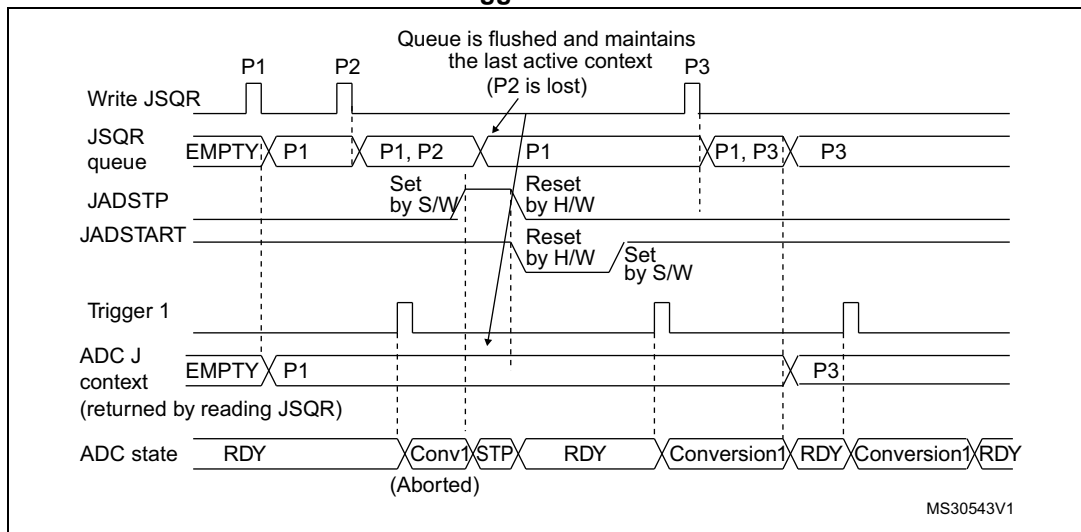 Queue is flushed and maintains
the last active context
(P2 is lost)
P1 P2 P3
Write JSQR
JSQR
queue
EMPTY P1 P1, P2 P1 P1, P3 P3
Set
by S/W
Reset
by H/W
JADSTP
JADSTART
Reset
by H/W
Set
by S/W
Trigger 1
ADC J
context
(returned by reading JSQR)
EMPTY P1 P3
ADC state RDY Conv1 STP RDY Conversion1 RDY Conversion1 RDY
(Aborted)
MS30543V1